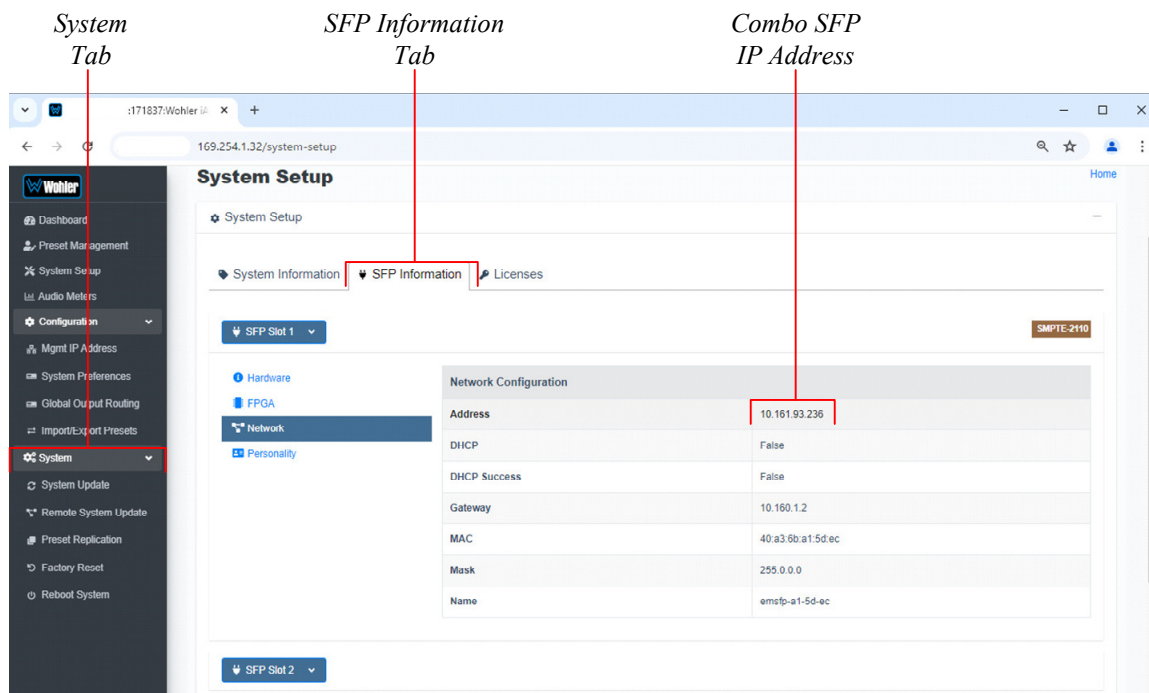 System
Tab
SFP Information
Tab
Combo SFP
IP Address
:171837:Wohler iA
169.254.1.32/system-setup
Wohler
System Setup
Home
Dashboard
Preset Management
System Setup
Audio Meters
Configuration
Mgmt IP Address
System Preferences
Global Output Routing
Import/Export Presets
System
System Update
Remote System Update
Preset Replication
Factory Reset
Reboot System
System Setup
System Information
SFP Information
Licenses
SFP Slot 1
SMPTE-2110
Hardware
FPGA
Network
Personality
Network Configuration
Address 10.161.93.236
DHCP False
DHCP Success False
Gateway 10.160.1.2
MAC 40:a3:6b:a1:5d:ec
Mask 255.0.0.0
Name emsfp-a1-5d-ec
SFP Slot 2